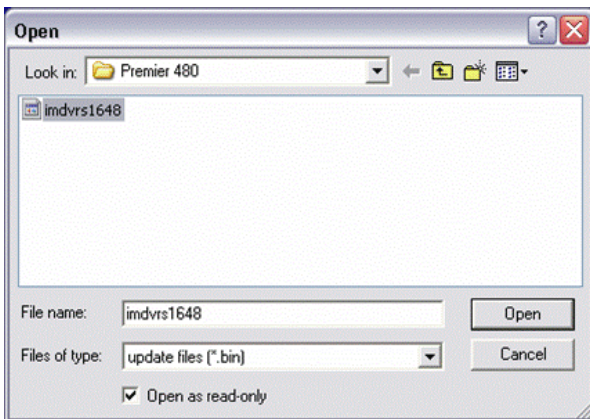 Open
Look in: Premier 480
imdvrs1648
File name: imdvrs1648 Open
Files of type: update files (*.bin) Cancel
Open as read-only